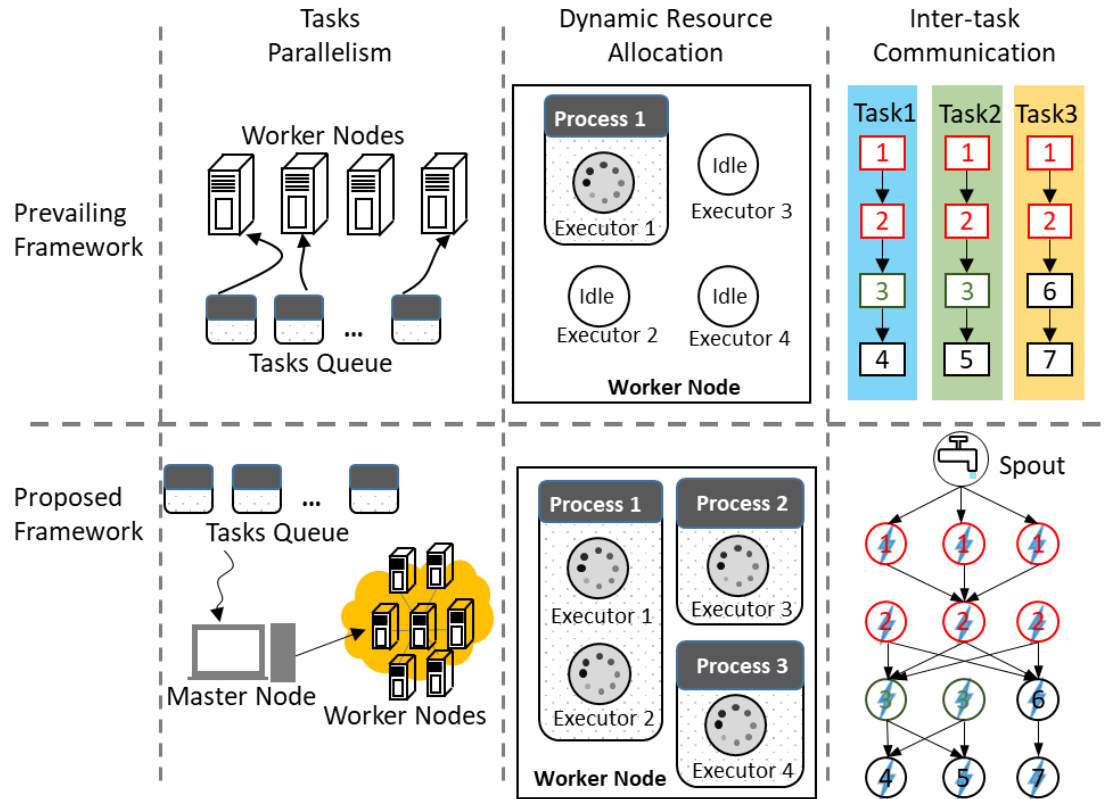 Tasks
Parallelism
Dynamic Resource
Allocation
Inter-task
Communication
Prevailing
Framework
Worker Nodes
...
Tasks Queue
Process 1
Executor 1
Idle
Executor 3
Idle
Executor 2
Idle
Executor 4
Worker Node
Task1 Task2 Task3
1 1 1
2 2 2
3 3 6
4 5 7
Proposed
Framework
...
Tasks Queue
Master Node
Worker Nodes
Process 1
Executor 1
Executor 2
Process 2
Executor 3
Process 3
Executor 4
Worker Node
Spout
1 1 1
2 2 2
3 3 6
4 5 7